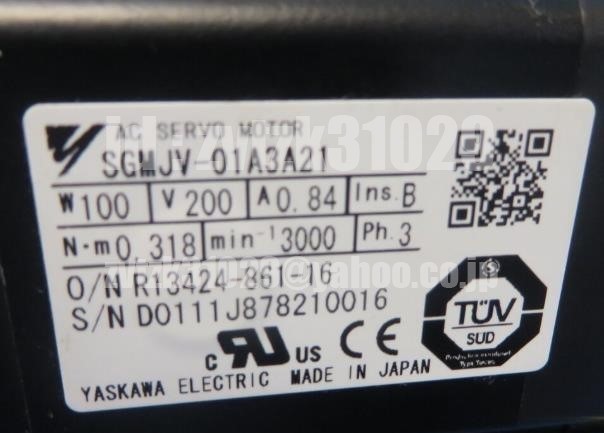 AC SERVO MOTOR
SGMJV-01A3A21
W 100 V 200 A 0.84 Ins. B
N·m 0.318 min⁻¹ 3000 Ph. 3
O/N R13424-861-16
S/N D0111J878210016
TÜV
SUD
c UR US CE
YASKAWA ELECTRIC MADE IN JAPAN